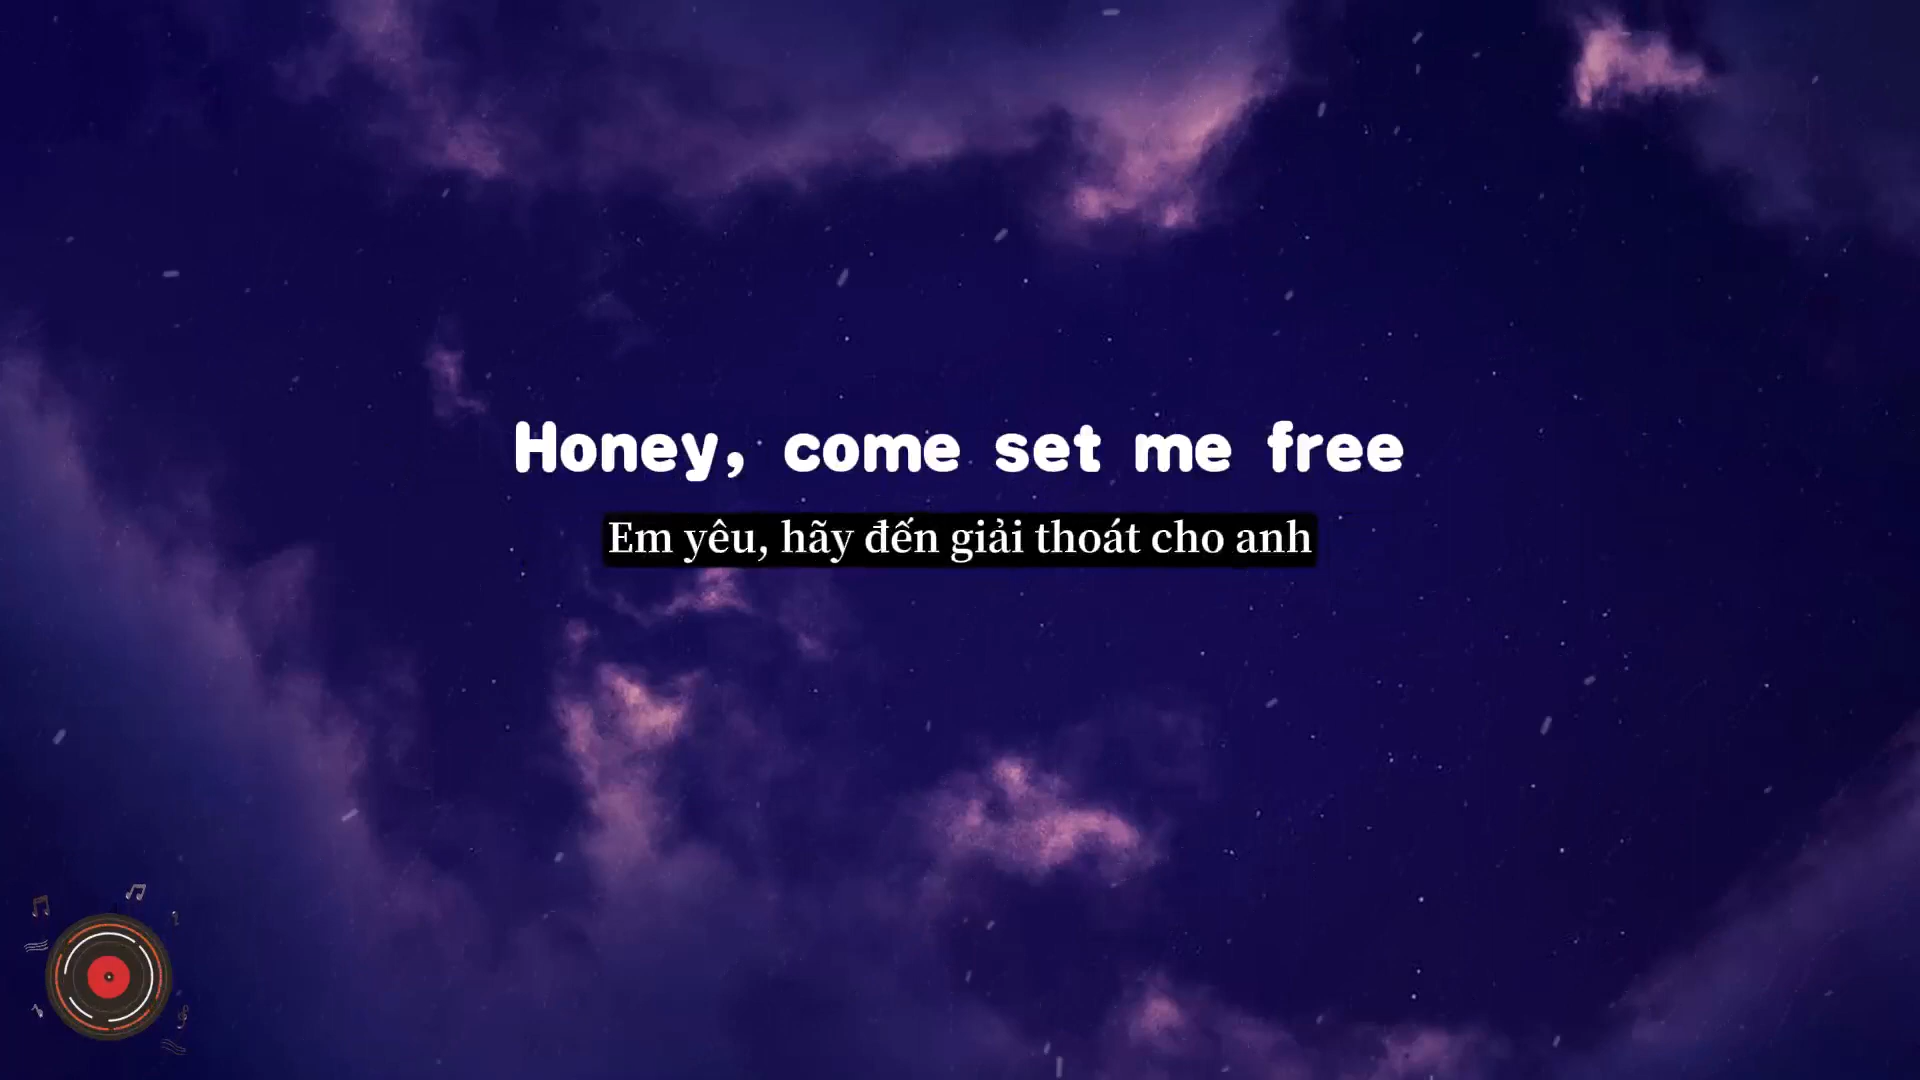 Honey, come set me free
Em yêu, hãy đến giải thoát cho anh